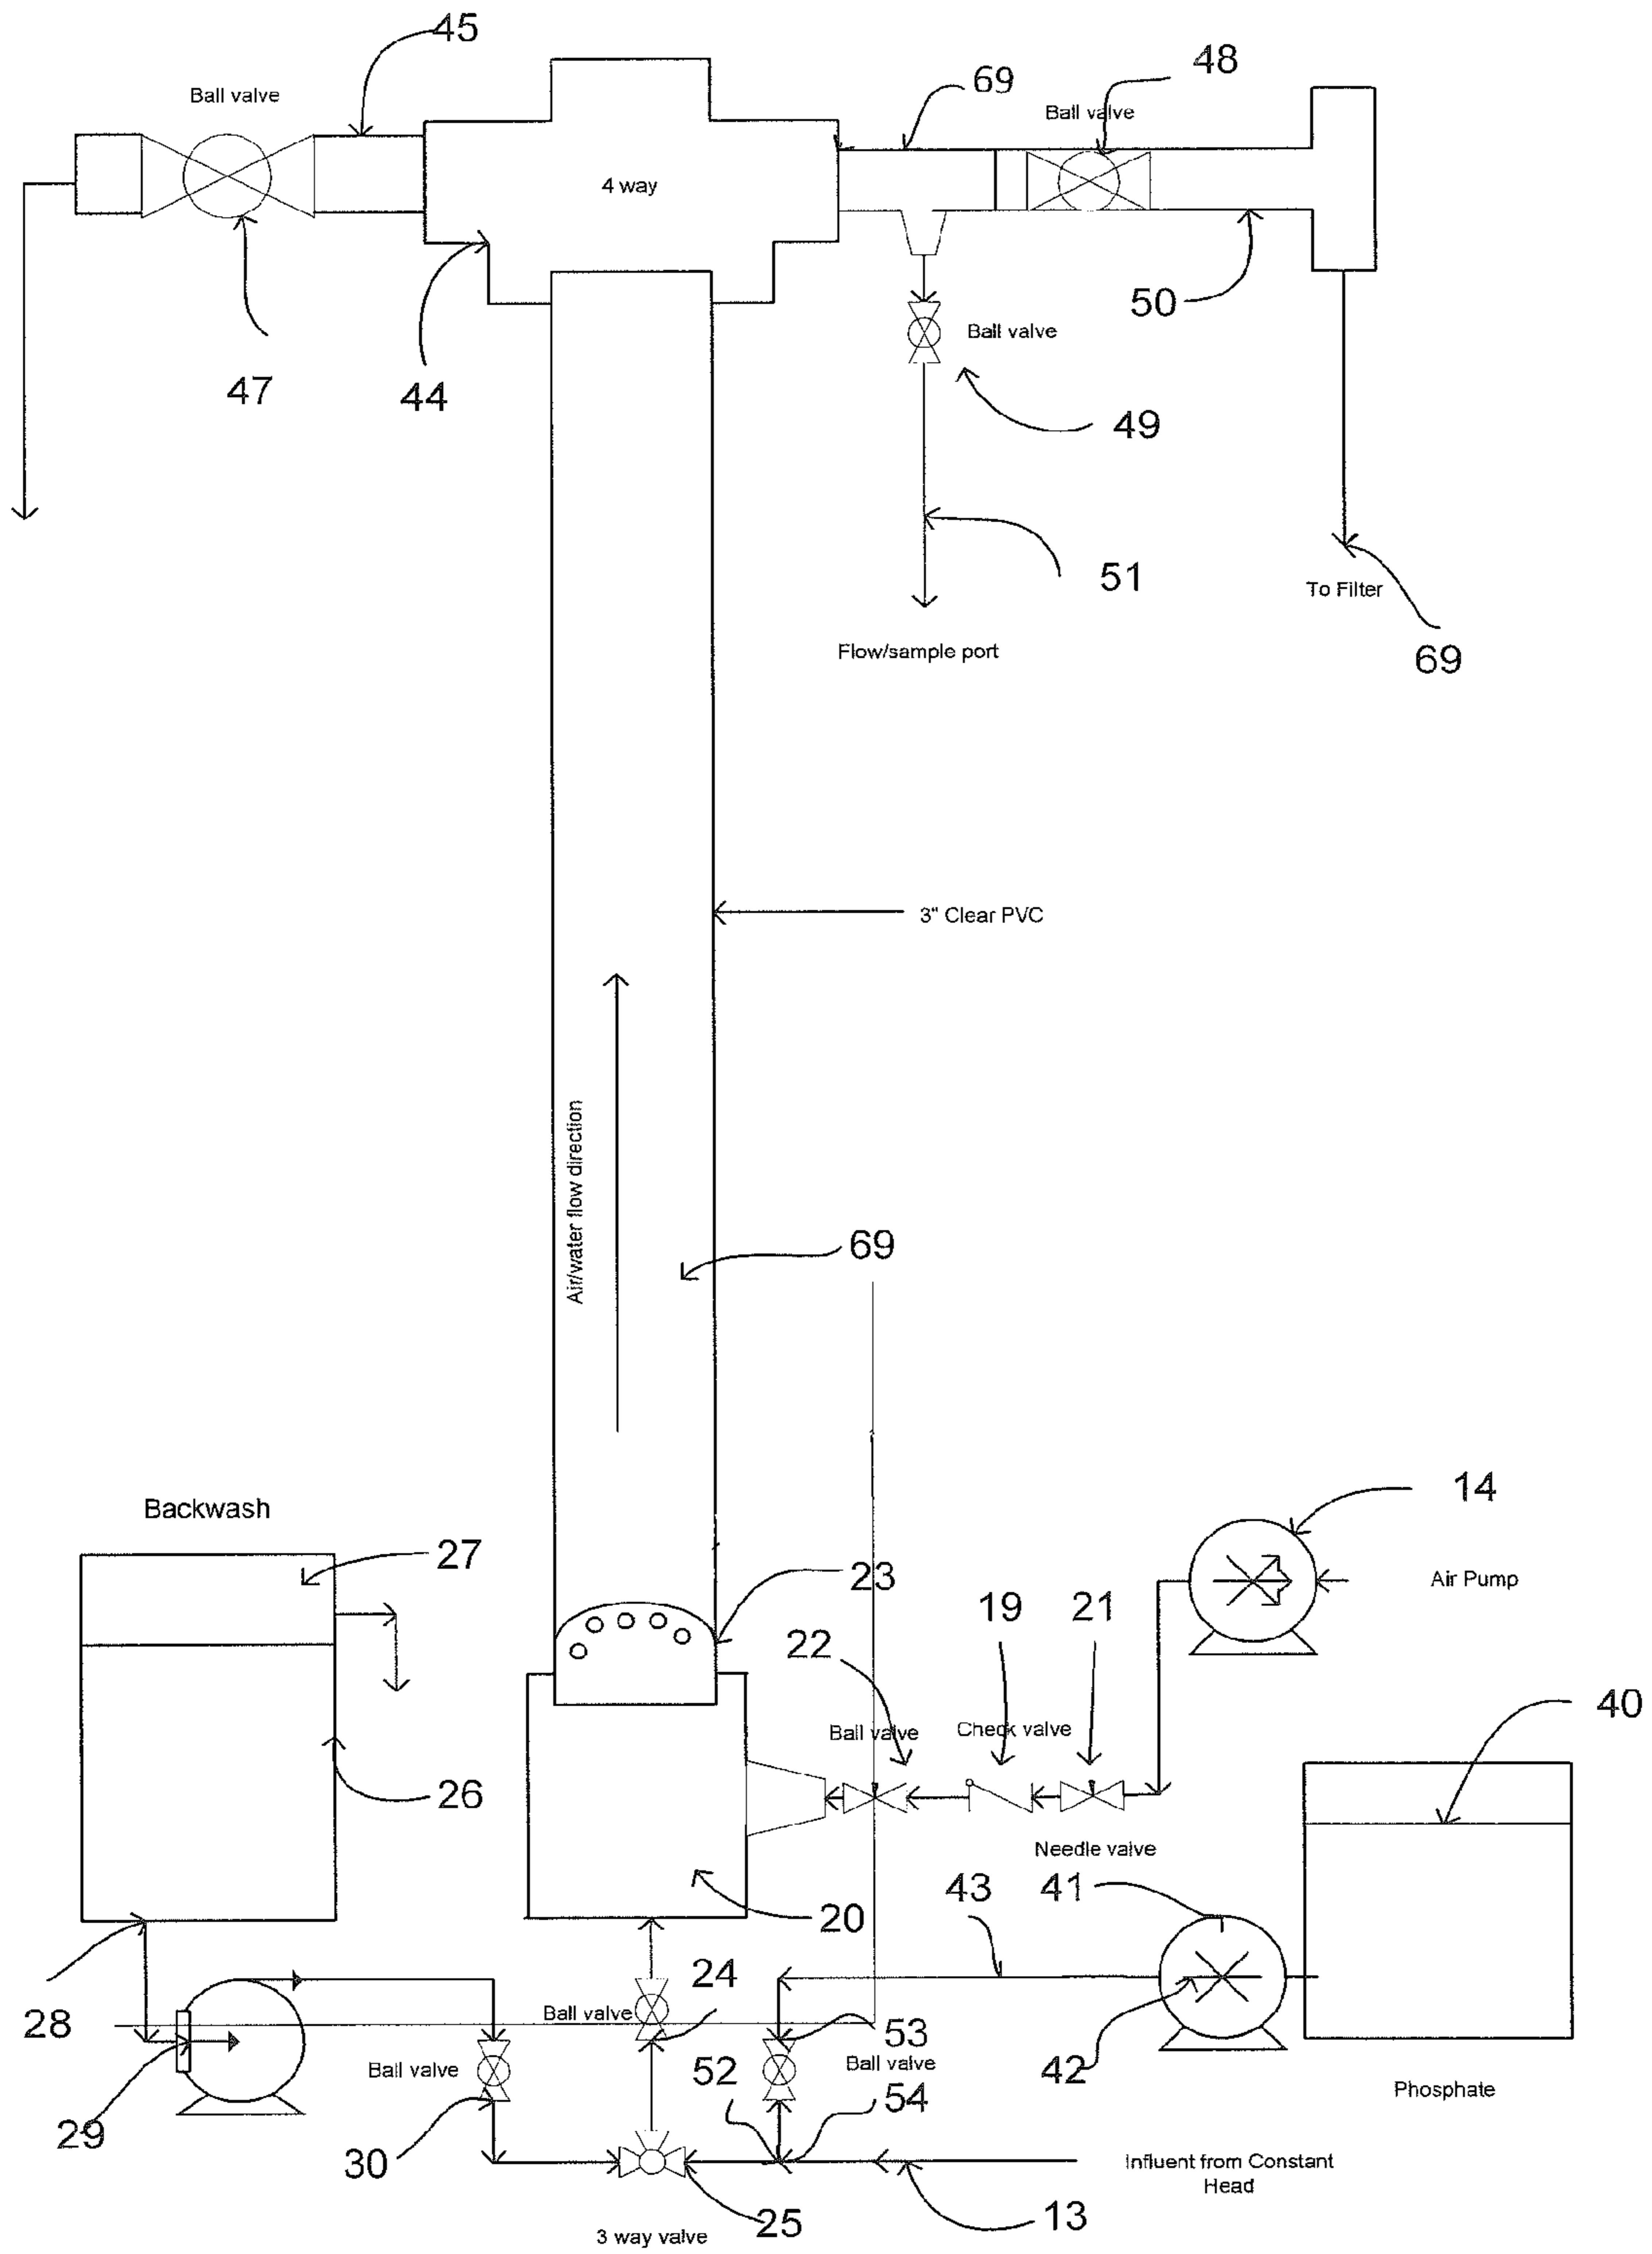 45
Ball valve
48
69
Ball valve
4 way
50
Ball valve
47
44
49
51
To Filter
Flow/sample port
69
3" Clear PVC
Air/water flow direction
69
14
Backwash
27
23
Air Pump
19
21
22
40
Ball valve
Check valve
26
Needle valve
43
41
20
24
28
Ball valve
53
52
Ball valve
Ball valve
42
54
Phosphate
29
30
Influent from Constant
Head
13
25
3 way valve